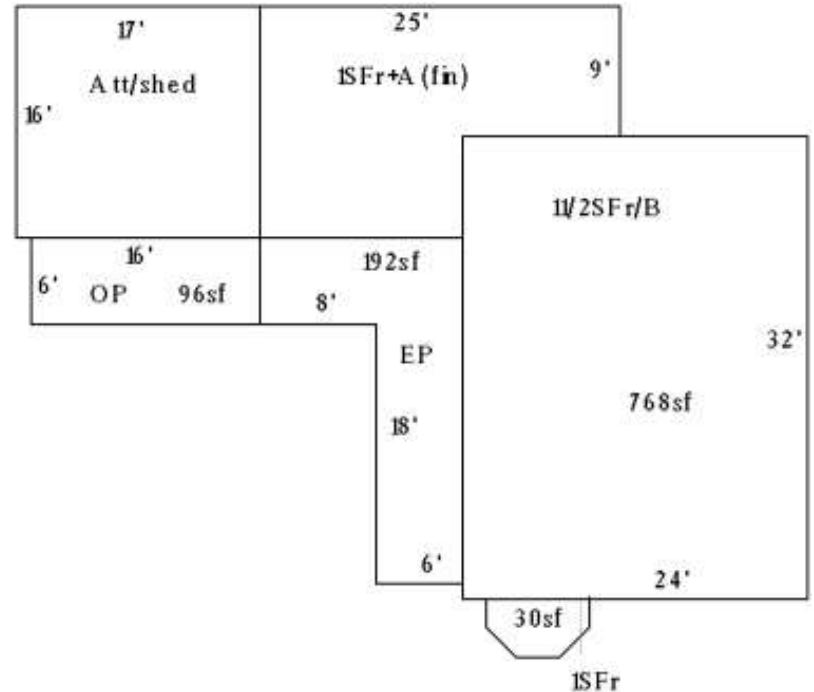 17'
25'
Att/shed
1SFr+A (fin)
9'
16'
11/2SFr/B
16'
192sf
6'
OP 96sf
8'
EP
32'
768sf
18'
6'
24'
30sf
1SFr